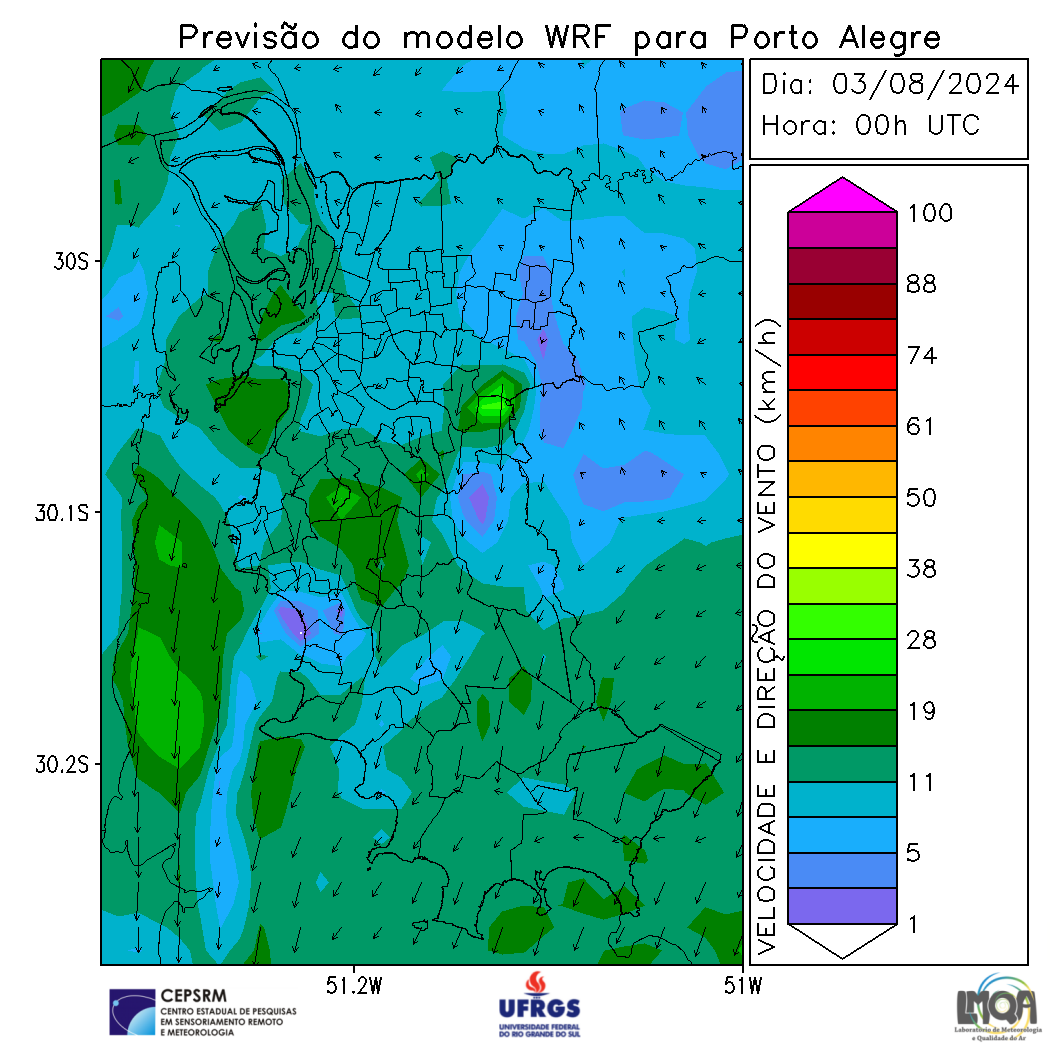 Previsão do modelo WRF para Porto Alegre
Dia: 03/08/2024
Hora: 00h UTC
30S
30.1S
30.2S
51.2W
51W
VELOCIDADE E DIREÇÃO DO VENTO (km/h)
100
88
74
61
50
38
28
19
11
5
1
CEPSRM
CENTRO ESTADUAL DE PESQUISAS
EM SENSORIAMENTO REMOTO
E METEOROLOGIA
UFRGS
UNIVERSIDADE FEDERAL
DO RIO GRANDE DO SUL
LMQA
Laboratório de Meteorologia
e Qualidade do Ar